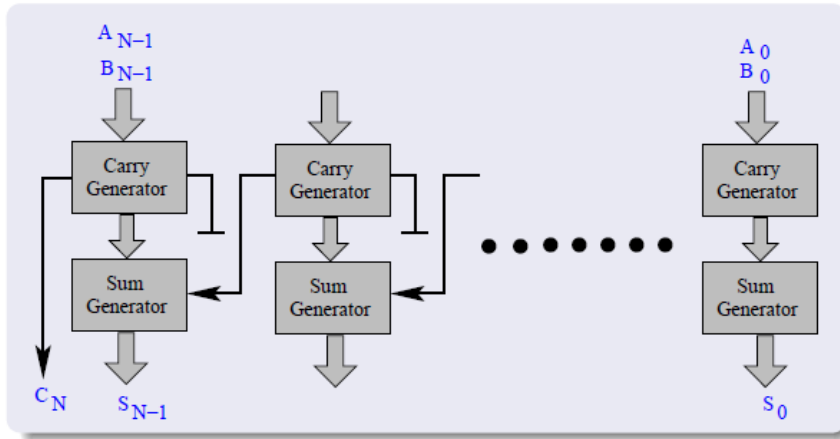 A N–1
B N–1
A 0
B 0
Carry
Generator
Carry
Generator
Carry
Generator
Sum
Generator
Sum
Generator
Sum
Generator
C N
S N–1
S 0